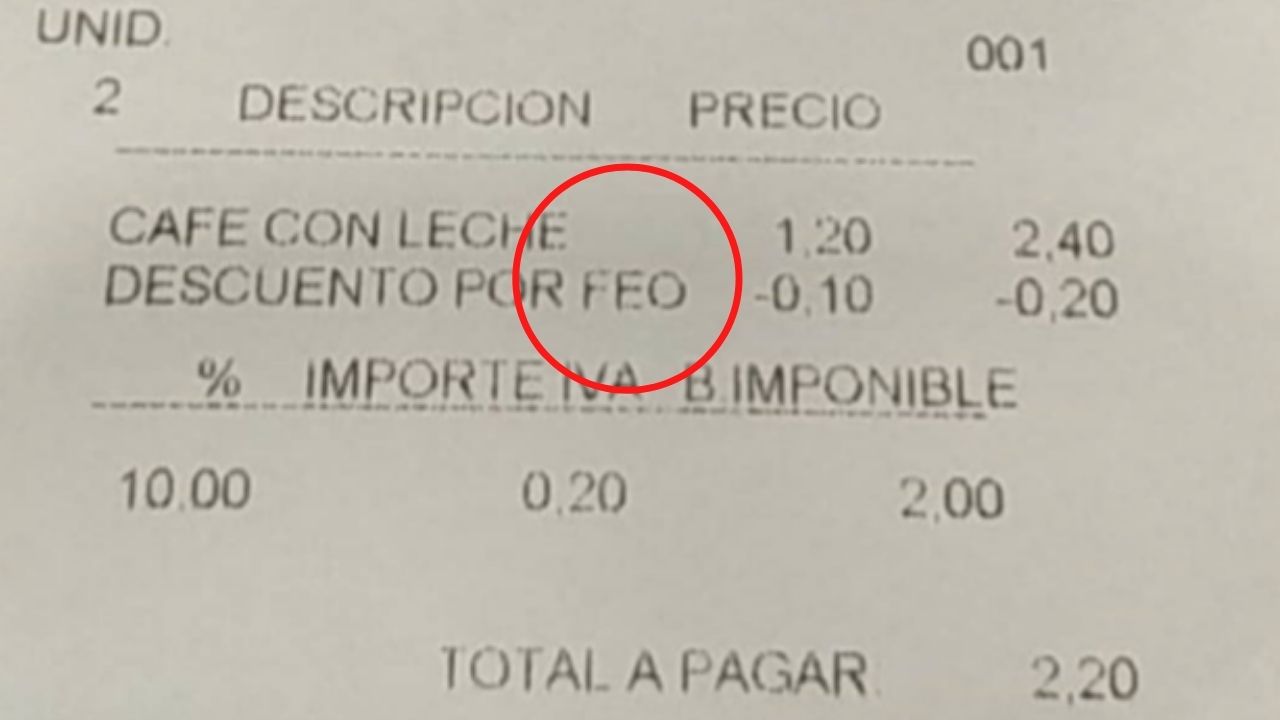 UNID.
001
2 DESCRIPCION PRECIO
CAFE CON LECHE 1,20 2,40
DESCUENTO POR FEO -0,10 -0,20
% IMPORTE IVA B.IMPONIBLE
10,00 0,20 2,00
TOTAL A PAGAR 2,20